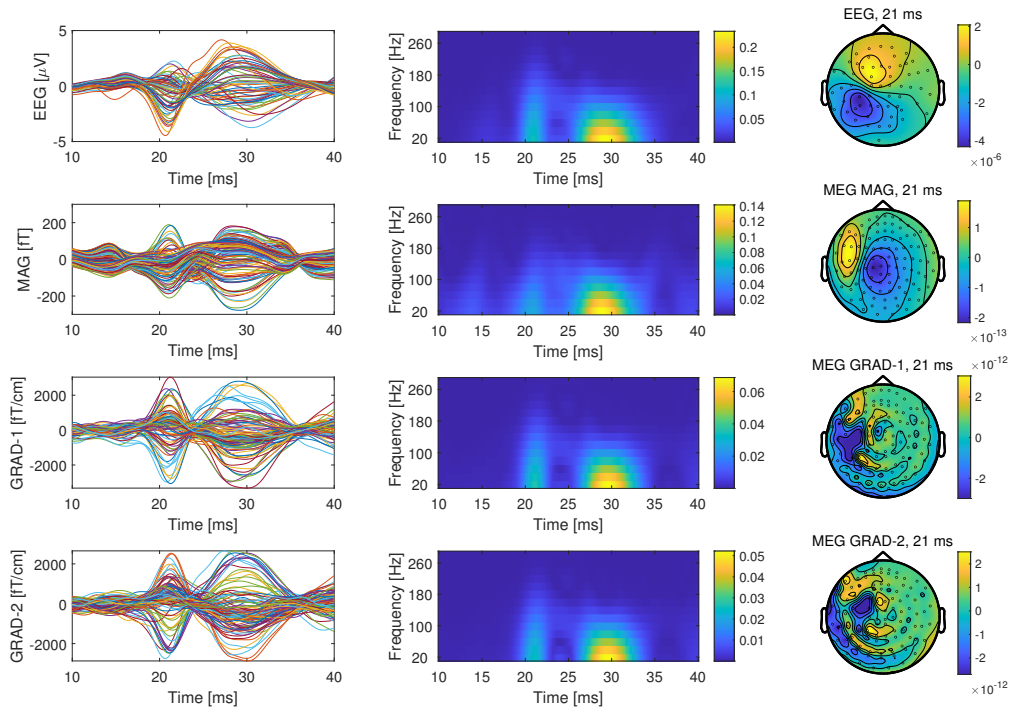 EEG [μV]
5
0
-5
10 20 30 40
Time [ms]
Frequency [Hz]
260
180
100
20
10 15 20 25 30 35 40
Time [ms]
0.2
0.15
0.1
0.05
EEG, 21 ms
2
0
-2
-4
×10⁻⁶
MAG [fT]
200
0
-200
10 20 30 40
Time [ms]
Frequency [Hz]
260
180
100
20
10 15 20 25 30 35 40
Time [ms]
0.14
0.12
0.1
0.08
0.06
0.04
0.02
MEG MAG, 21 ms
1
0
-1
-2
×10⁻¹³
GRAD-1 [fT/cm]
2000
0
-2000
10 20 30 40
Time [ms]
Frequency [Hz]
260
180
100
20
10 15 20 25 30 35 40
Time [ms]
0.06
0.04
0.02
×10⁻¹²
MEG GRAD-1, 21 ms
2
0
-2
GRAD-2 [fT/cm]
2000
0
-2000
10 20 30 40
Time [ms]
Frequency [Hz]
260
180
100
20
10 15 20 25 30 35 40
Time [ms]
0.05
0.04
0.03
0.02
0.01
MEG GRAD-2, 21 ms
2
0
-2
×10⁻¹²